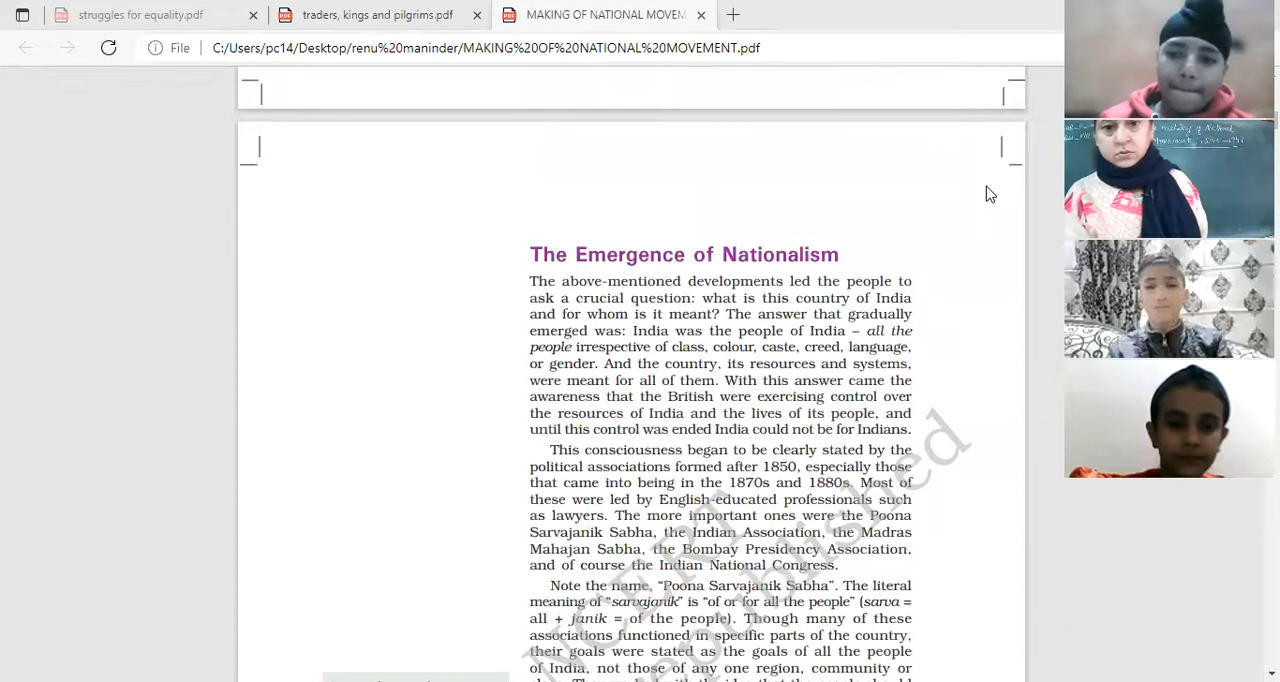 struggles for equality.pdf
traders, kings and pilgrims.pdf
MAKING OF NATIONAL MOVEM
File
C:/Users/pc14/Desktop/renu%20maninder/MAKING%20OF%20NATIONAL%20MOVEMENT.pdf
The Emergence of Nationalism
The above-mentioned developments led the people to
ask a crucial question: what is this country of India
and for whom is it meant? The answer that gradually
emerged was: India was the people of India – all the
people irrespective of class, colour, caste, creed, language,
or gender. And the country, its resources and systems,
were meant for all of them. With this answer came the
awareness that the British were exercising control over
the resources of India and the lives of its people, and
until this control was ended India could not be for Indians.
This consciousness began to be clearly stated by the
political associations formed after 1850, especially those
that came into being in the 1870s and 1880s. Most of
these were led by English-educated professionals such
as lawyers. The more important ones were the Poona
Sarvajanik Sabha, the Indian Association, the Madras
Mahajan Sabha, the Bombay Presidency Association,
and of course the Indian National Congress.
Note the name, “Poona Sarvajanik Sabha”. The literal
meaning of “sarvajanik” is “of or for all the people” (sarva =
all + janik = of the people). Though many of these
associations functioned in specific parts of the country,
their goals were stated as the goals of all the people
of India, not those of any one region, community or
NCERT
republished
of National